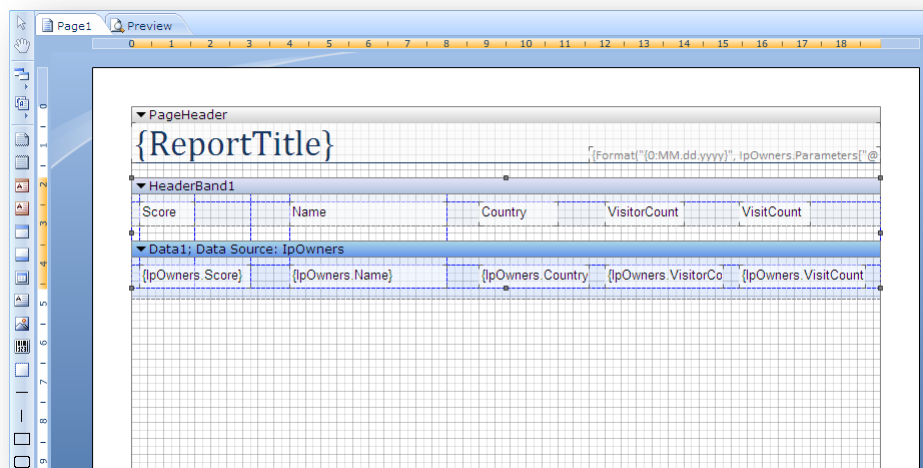 Page1 Preview
0 1 2 3 4 5 6 7 8 9 10 11 12 13 14 15 16 17 18
PageHeader
{ReportTitle}
{Format("{0:MM.dd.yyyy}", IpOwners.Parameters["@
HeaderBand1
Score Name Country VisitorCount VisitCount
Data1; Data Source: IpOwners
{IpOwners.Score} {IpOwners.Name} {IpOwners.Country {IpOwners.VisitorCo {IpOwners.VisitCount
0
1
2
3
4
5
6
7
8
9